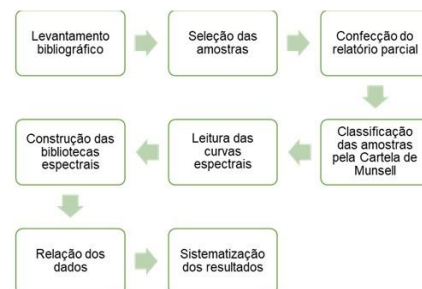 Levantamento
bibliográfico
Seleção das
amostras
Confecção do
relatório parcial
Classificação
das amostras
pela Cartela de
Munsell
Leitura das
curvas
espectrais
Construção das
bibliotecas
espectrais
Relação dos
dados
Sistematização
dos resultados